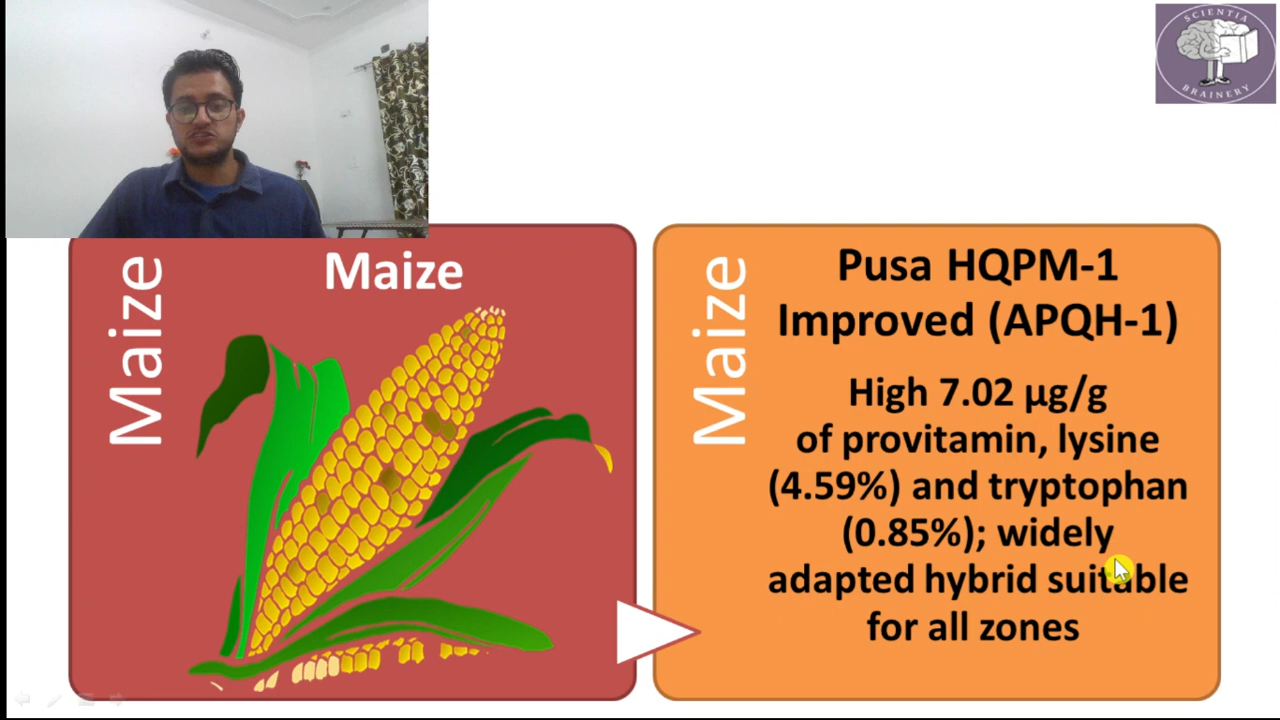 SCIENTIA
BRAINERY
Maize
Maize
Maize
Pusa HQPM-1
Improved (APQH-1)
High 7.02 µg/g
of provitamin, lysine
(4.59%) and tryptophan
(0.85%); widely
adapted hybrid suitable
for all zones